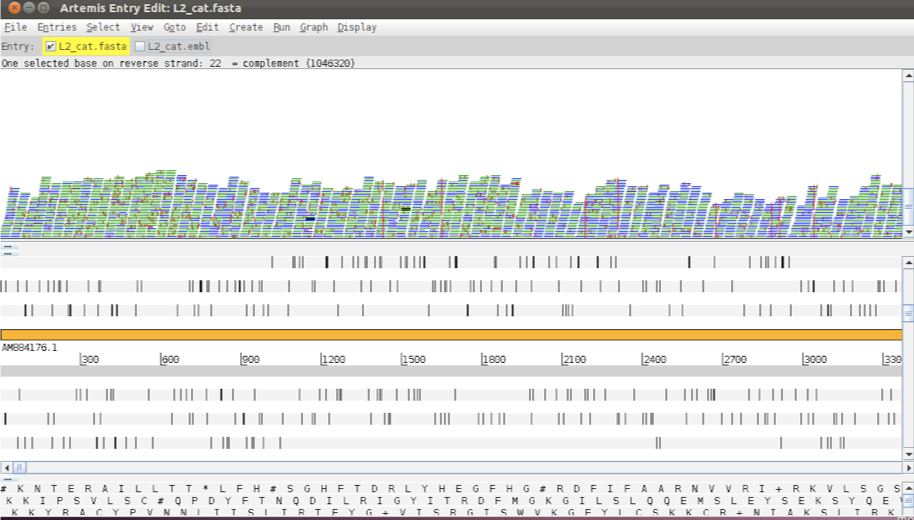 Artemis Entry Edit: L2_cat.fasta
File Entries Select View Goto Edit Create Run Graph Display
Entry: L2_cat.fasta L2_cat.embl
One selected base on reverse strand: 22 = complement (1046320)
AM884176.1
300 600 900 1200 1500 1800 2100 2400 2700 3000 330
# K N T E R A I L L T T * L F H # S G H F T D R L Y H E G F H G # R D F I F A A R N V V R I + R K V L S G S
K K I P S V L S C # Q P D Y F T N Q D I L R I G Y I T R D F M G K G I L S L Q Q E M S L E Y S E K S Y Q E